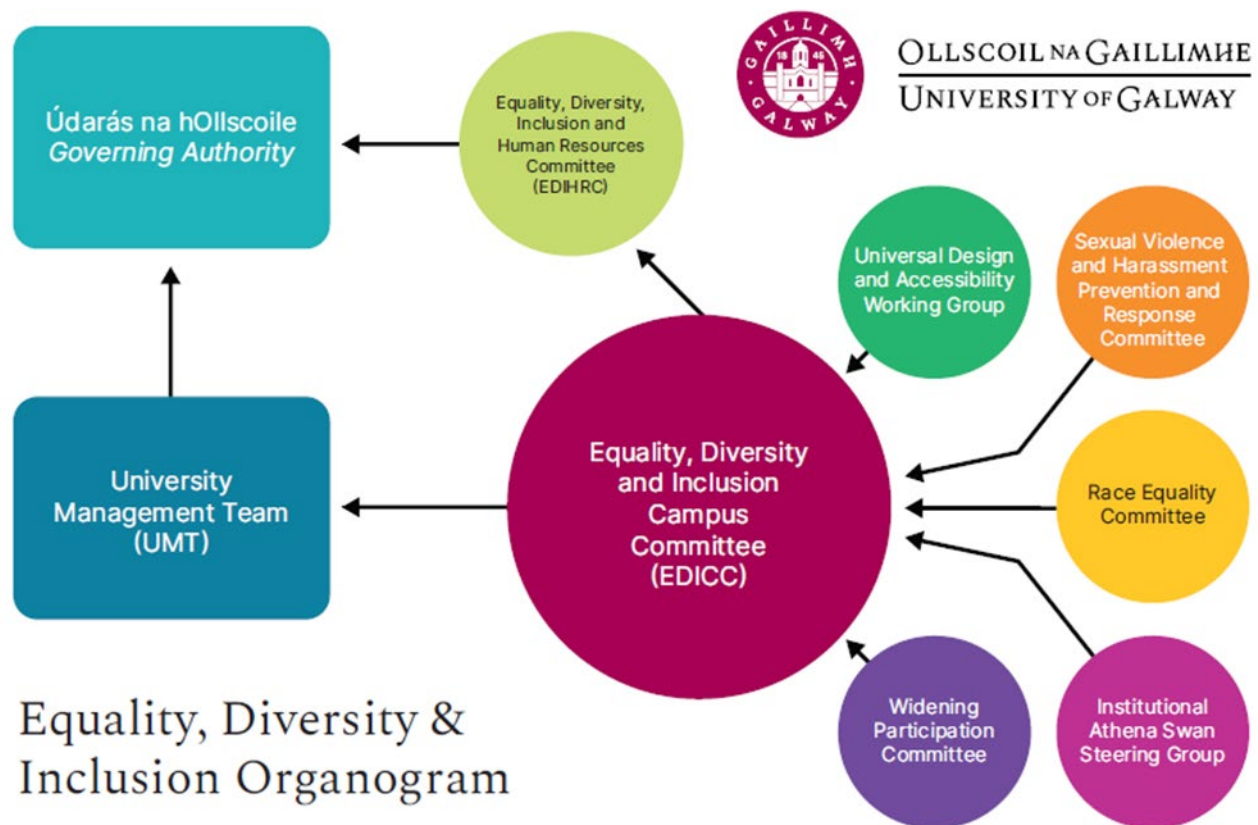 Údarás na hOllscoile
Governing Authority
Equality, Diversity,
Inclusion and
Human Resources
Committee
(EDIHRC)
GAILLIMH
18 45
GALWAY
OLLSCOIL NA GAILLIMHE
UNIVERSITY OF GALWAY
Universal Design
and Accessibility
Working Group
Sexual Violence
and Harassment
Prevention and
Response
Committee
University
Management Team
(UMT)
Equality, Diversity
and Inclusion
Campus
Committee
(EDICC)
Race Equality
Committee
Widening
Participation
Committee
Institutional
Athena Swan
Steering Group
Equality, Diversity &
Inclusion Organogram